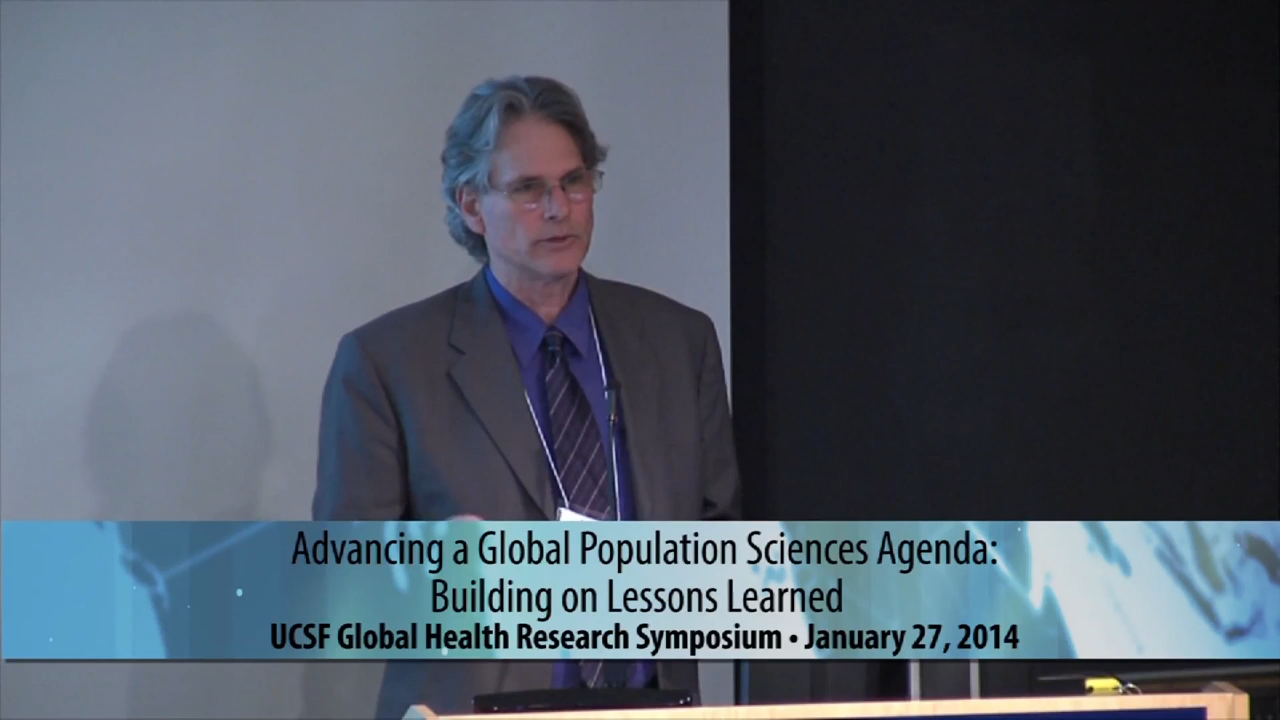 Advancing a Global Population Sciences Agenda:
Building on Lessons Learned
UCSF Global Health Research Symposium • January 27, 2014